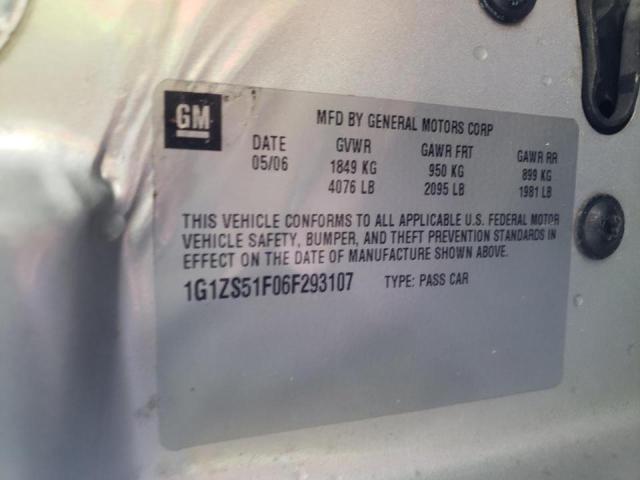 GM
MFD BY GENERAL MOTORS CORP
DATE GVWR GAWR FRT GAWR RR
05/06 1849 KG 950 KG 899 KG
4076 LB 2095 LB 1981 LB
THIS VEHICLE CONFORMS TO ALL APPLICABLE U.S. FEDERAL MOTOR
VEHICLE SAFETY, BUMPER, AND THEFT PREVENTION STANDARDS IN
EFFECT ON THE DATE OF MANUFACTURE SHOWN ABOVE.
1G1ZS51F06F293107 TYPE: PASS CAR